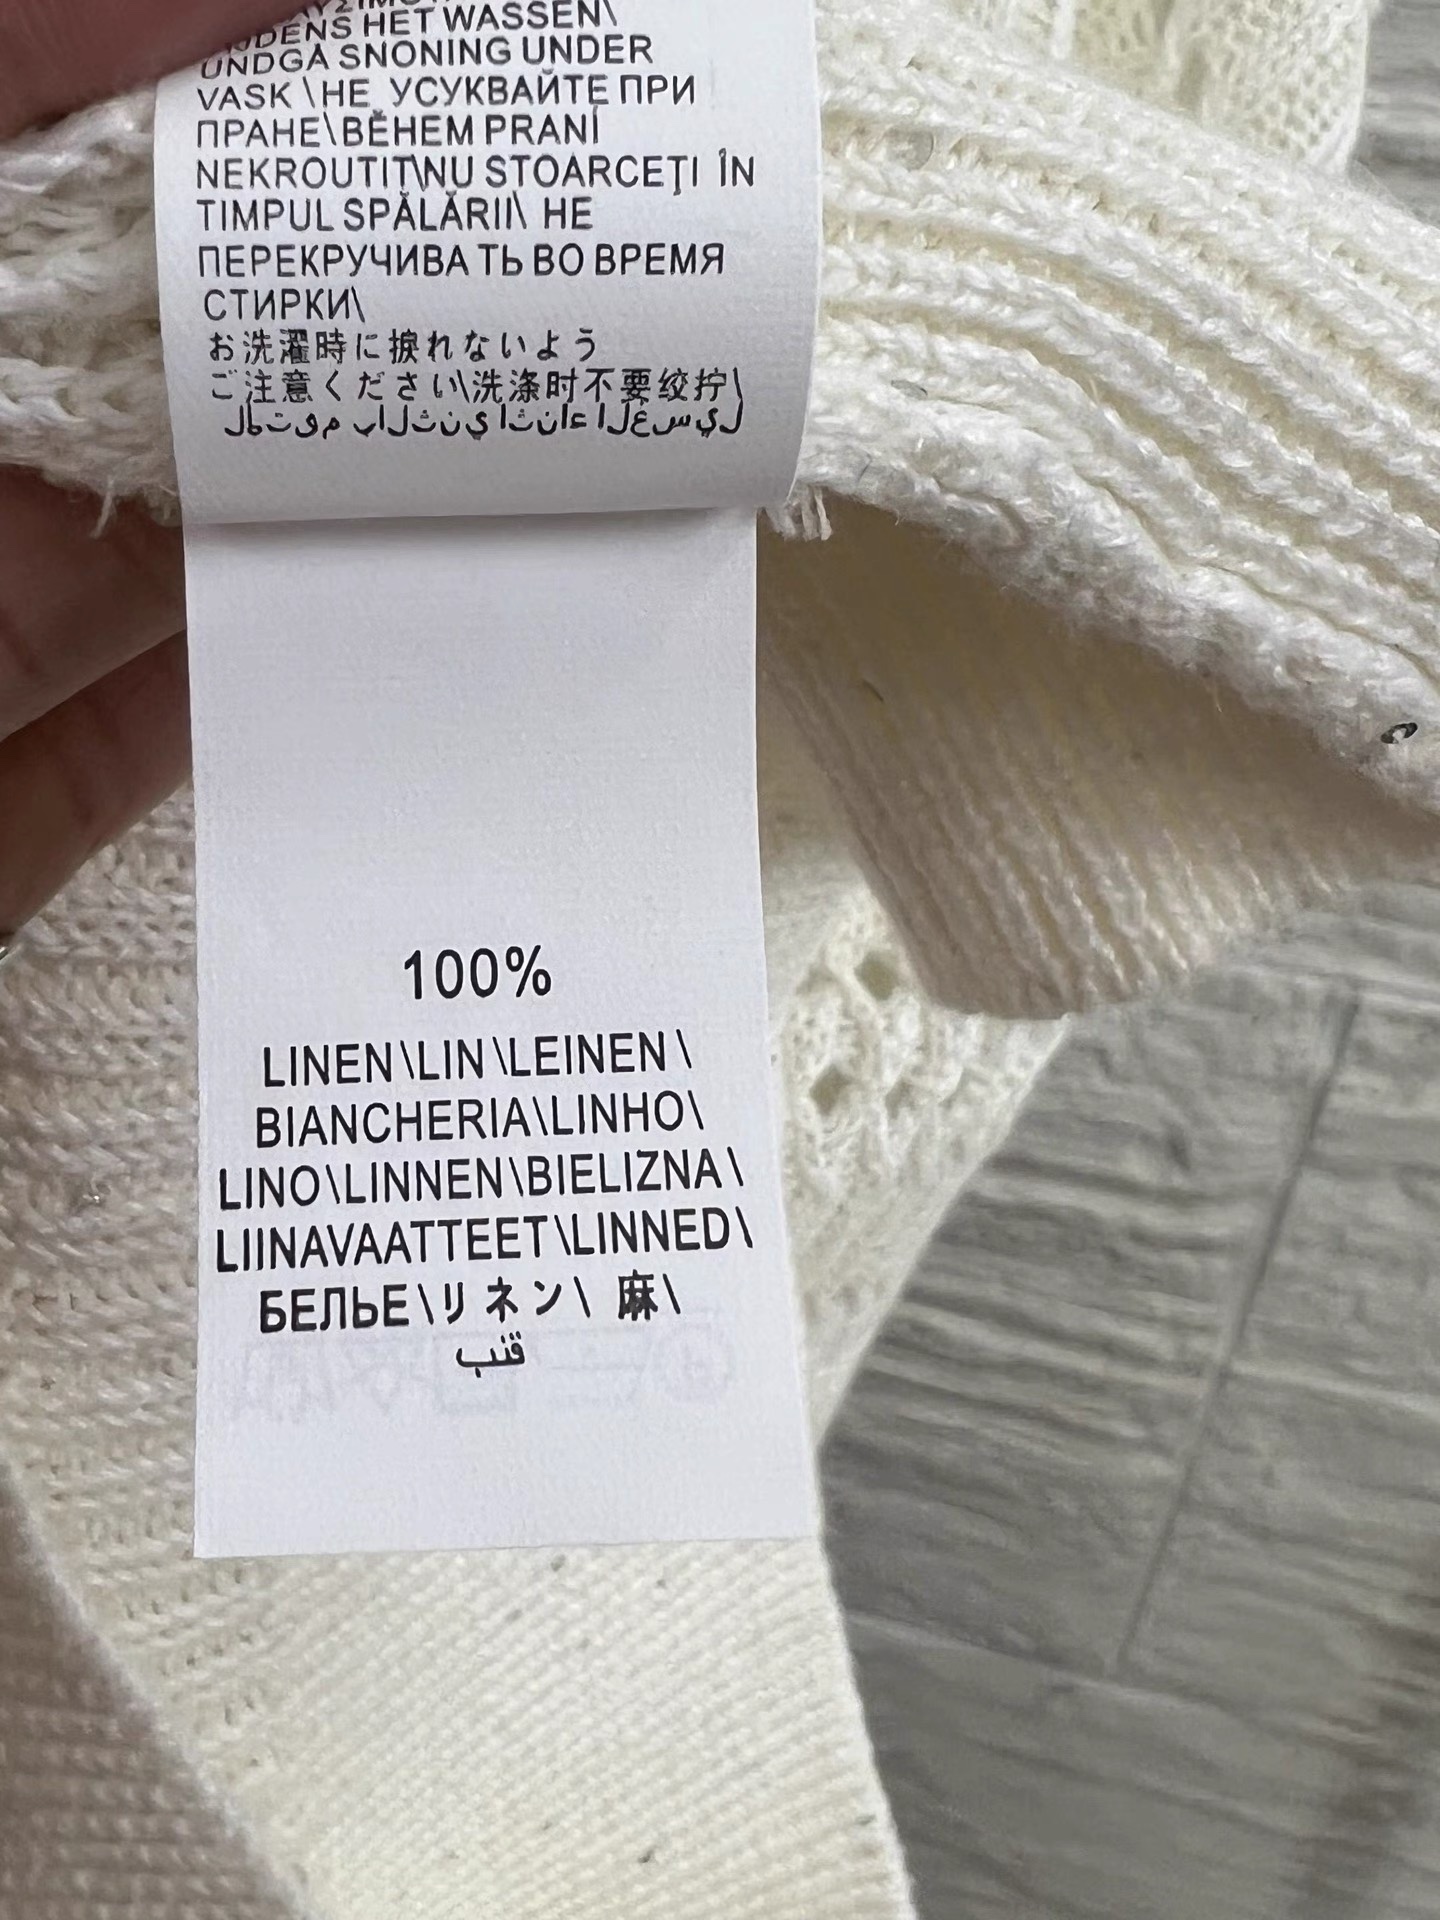 HET WASSEN\
UNDGÅ SNONING UNDER
VASK \НЕ УСУКВАЙТЕ ПРИ
ПРАНЕ\BĚHEM PRANÍ
NEKROUTIT\NU STOARCEŢI ÎN
TIMPUL SPĂLĂRII\ НЕ
ПЕРЕКРУЧИВА ТЬ ВО ВРЕМЯ
СТИРКИ\
お洗濯時に捩れないよう
ご注意ください\洗涤时不要绞拧\
100%
LINEN\LIN\LEINEN\
BIANCHERIA\LINHO\
LINO\LINNEN\BIELIZNA\
LIINAVAATTEET\LINNED\
БЕЛЬЕ\リネン\ 麻\
قنب